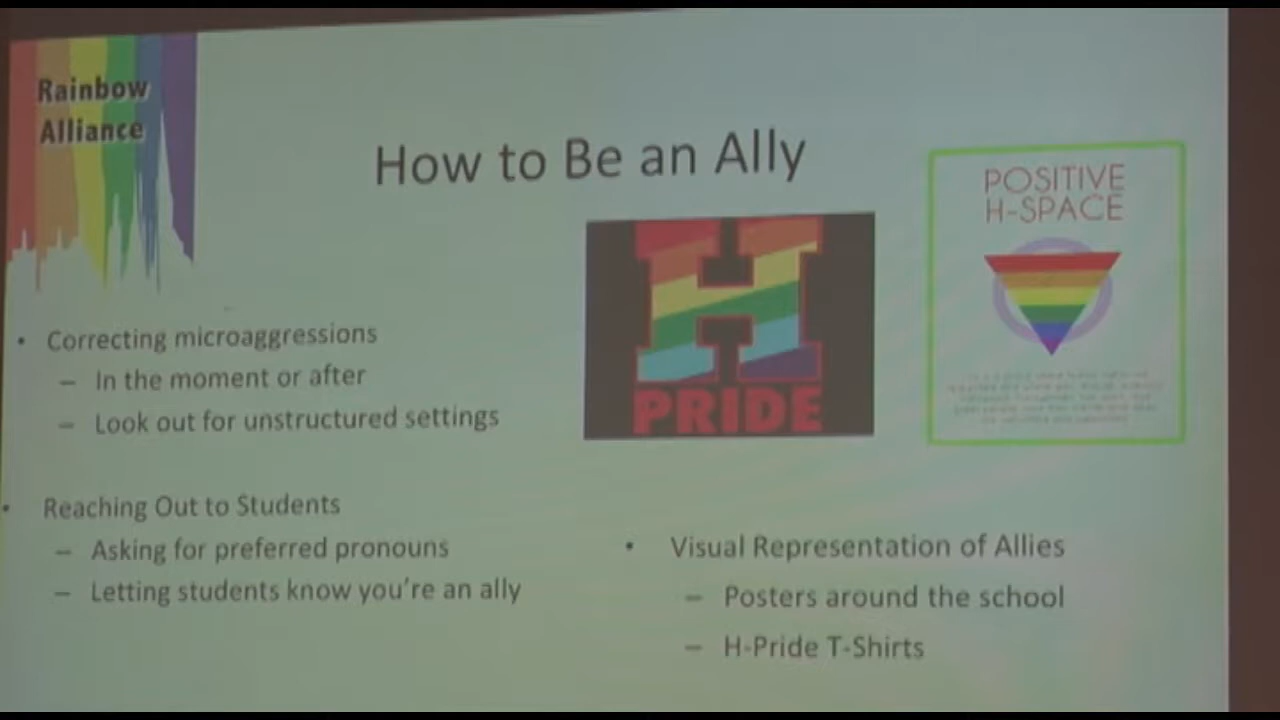 Rainbow
Alliance
How to Be an Ally
POSITIVE
H-SPACE
H
PRIDE
• Correcting microaggressions
– In the moment or after
– Look out for unstructured settings
• Reaching Out to Students
– Asking for preferred pronouns
– Letting students know you're an ally
• Visual Representation of Allies
– Posters around the school
– H-Pride T-Shirts